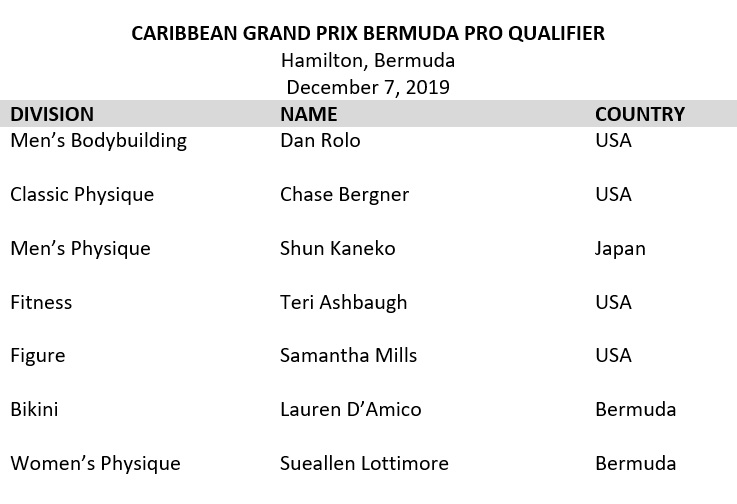 CARIBBEAN GRAND PRIX BERMUDA PRO QUALIFIER
Hamilton, Bermuda
December 7, 2019
DIVISION NAME COUNTRY
Men’s Bodybuilding Dan Rolo USA
Classic Physique Chase Bergner USA
Men’s Physique Shun Kaneko Japan
Fitness Teri Ashbaugh USA
Figure Samantha Mills USA
Bikini Lauren D’Amico Bermuda
Women’s Physique Sueallen Lottimore Bermuda